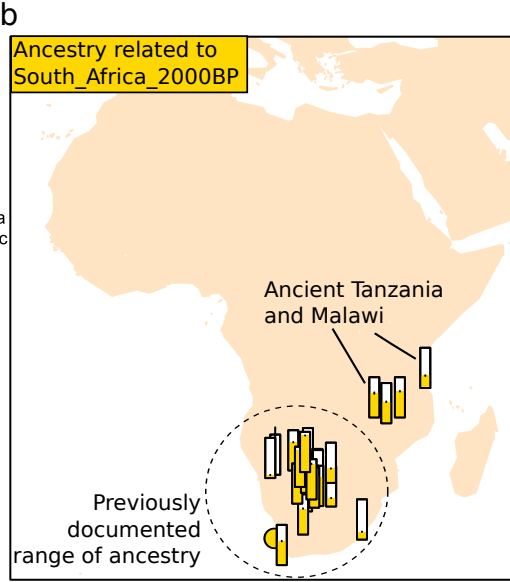 b
Ancestry related to
South_Africa_2000BP
a
c
Ancient Tanzania
and Malawi
Previously
documented
range of ancestry